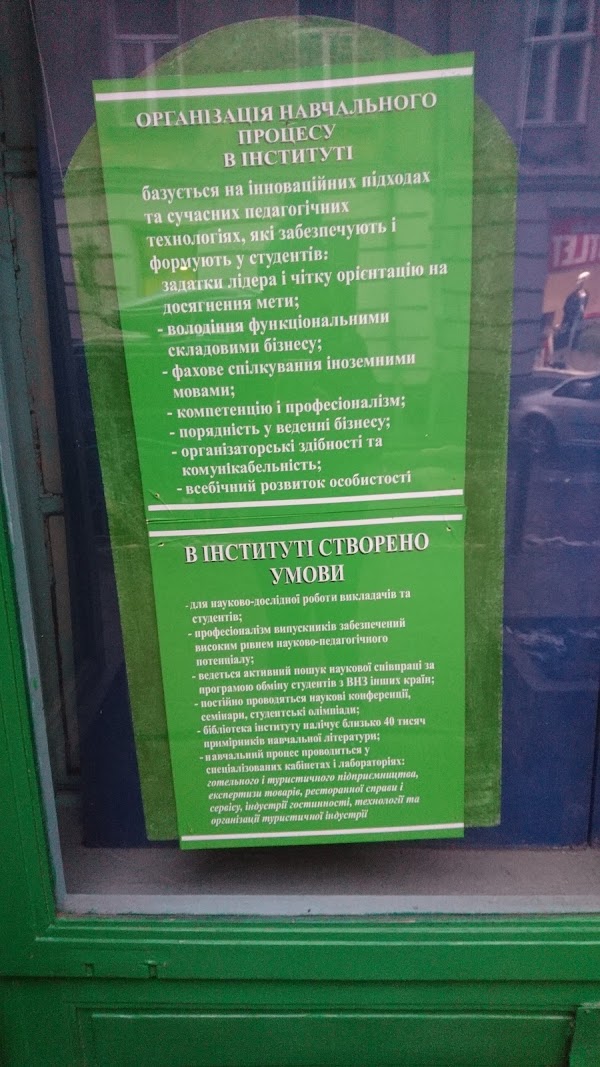 ОРГАНІЗАЦІЯ НАВЧАЛЬНОГО
ПРОЦЕСУ
В ІНСТИТУТІ
базується на інноваційних підходах
та сучасних педагогічних
технологіях, які забезпечують і
формують у студентів:
задатки лідера і чітку орієнтацію на
досягнення мети;
- володіння функціональними
складовими бізнесу;
- фахове спілкування іноземними
мовами;
- компетенцію і професіоналізм;
- порядність у веденні бізнесу;
- організаторські здібності та
комунікабельність;
- всебічний розвиток особистості
В ІНСТИТУТІ СТВОРЕНО
УМОВИ
- для науково-дослідної роботи викладачів та
студентів;
- професіоналізм випускників забезпечений
високим рівнем науково-педагогічного
потенціалу;
- ведеться активний пошук наукової співпраці за
програмою обміну студентів з ВНЗ інших країн;
- постійно проводяться наукові конференції,
семінари, студентські олімпіади;
- бібліотека інституту налічує близько 40 тисяч
примірників навчальної літератури;
- навчальний процес проводиться у
спеціалізованих кабінетах і лабораторіях:
готельного і туристичного підприємництва,
експертизи товарів, ресторанної справи і
сервісу, індустрії гостинності, технології та
організації туристичної індустрії